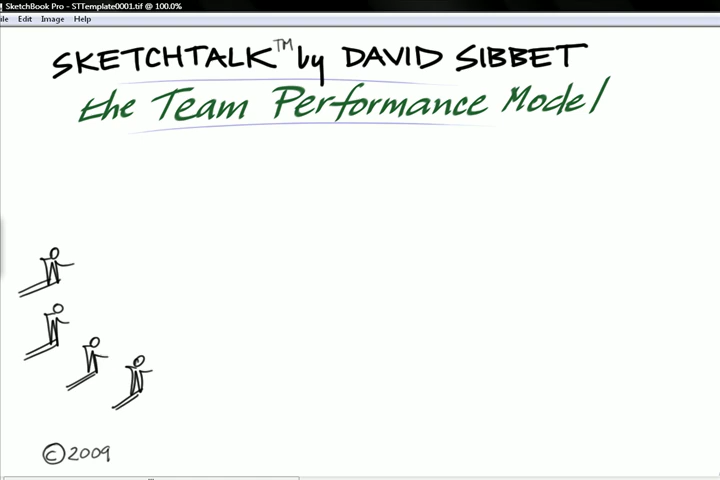 SketchBook Pro - STTemplate0001.tif @ 100.0%
ile Edit Image Help
SKETCHTALK™ by DAVID SIBBET
the Team Performance Model
©2009